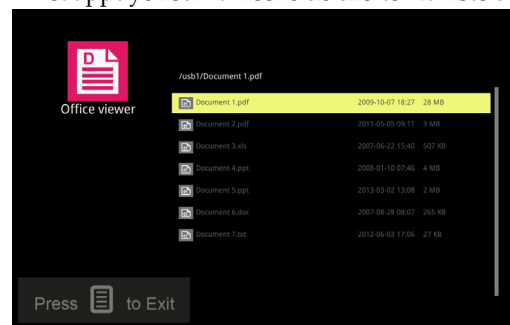 D
Office viewer
/usb1/Document 1.pdf
Document 1.pdf 2009-10-07 18:27 28 MB
Document 2.pdf 2011-05-05 09:11 3 MB
Document 3.xls 2007-06-22 15:40 507 KB
Document 4.ppt 2008-01-10 07:46 4 MB
Document 5.ppt 2013-03-02 13:08 2 MB
Document 6.doc 2007-08-28 08:07 265 KB
Document 7.txt 2012-06-03 17:06 27 KB
Press to Exit